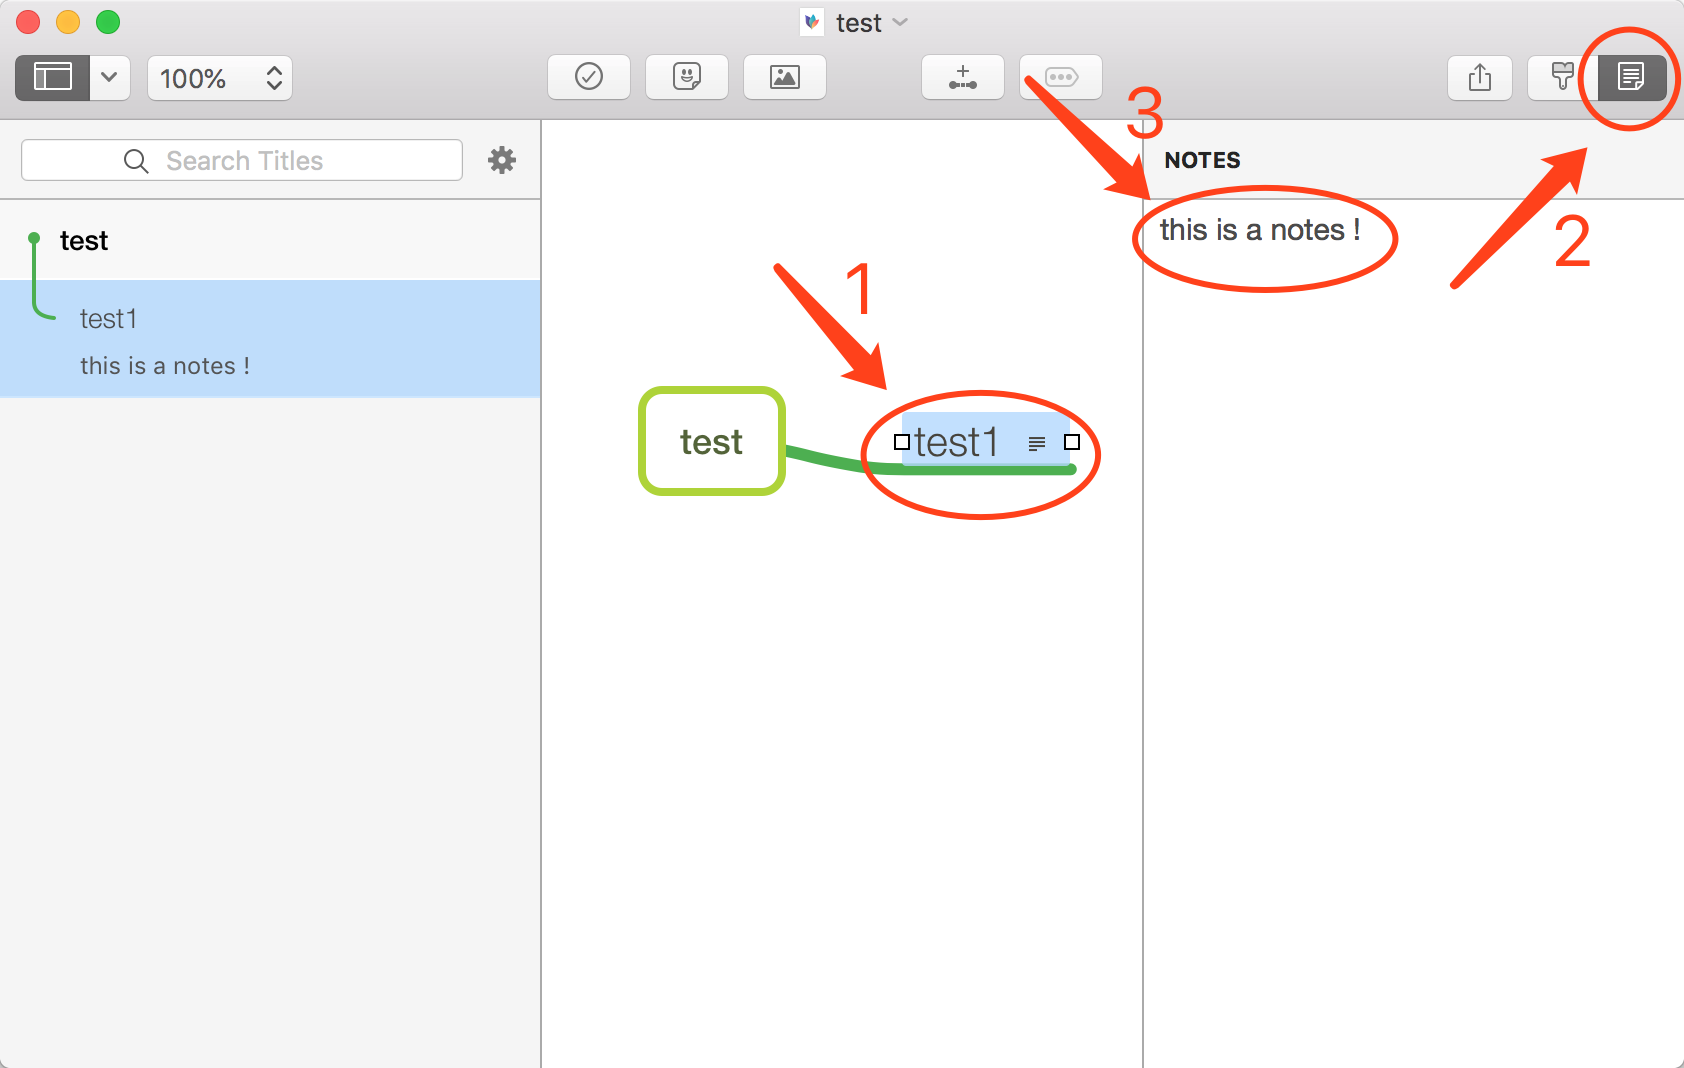 test
100%
3
Search Titles
NOTES
test
this is a notes !
2
1
test1
this is a notes !
test
test1